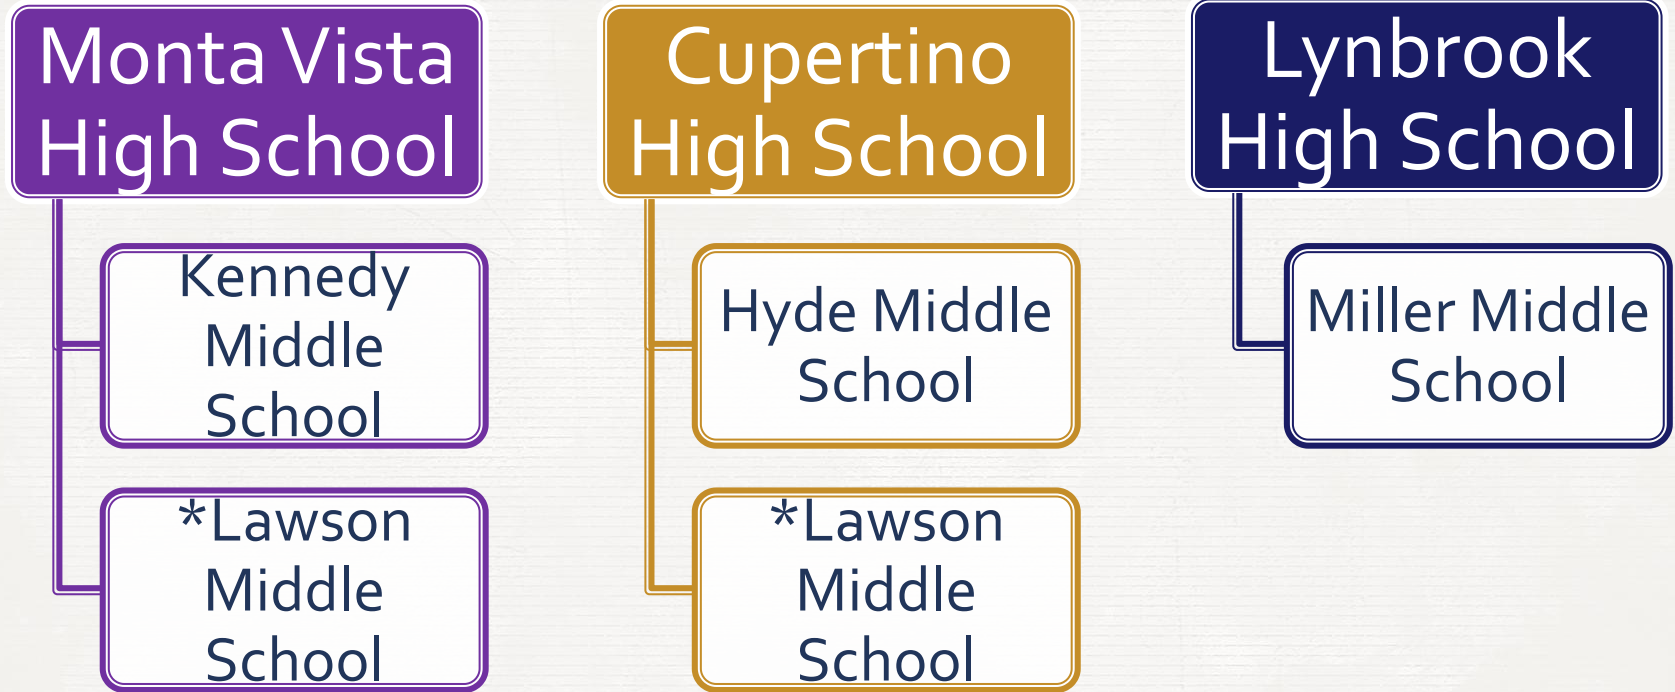 Monta Vista
High School
Kennedy
Middle
School
*Lawson
Middle
School
Cupertino
High School
Hyde Middle
School
*Lawson
Middle
School
Lynbrook
High School
Miller Middle
School